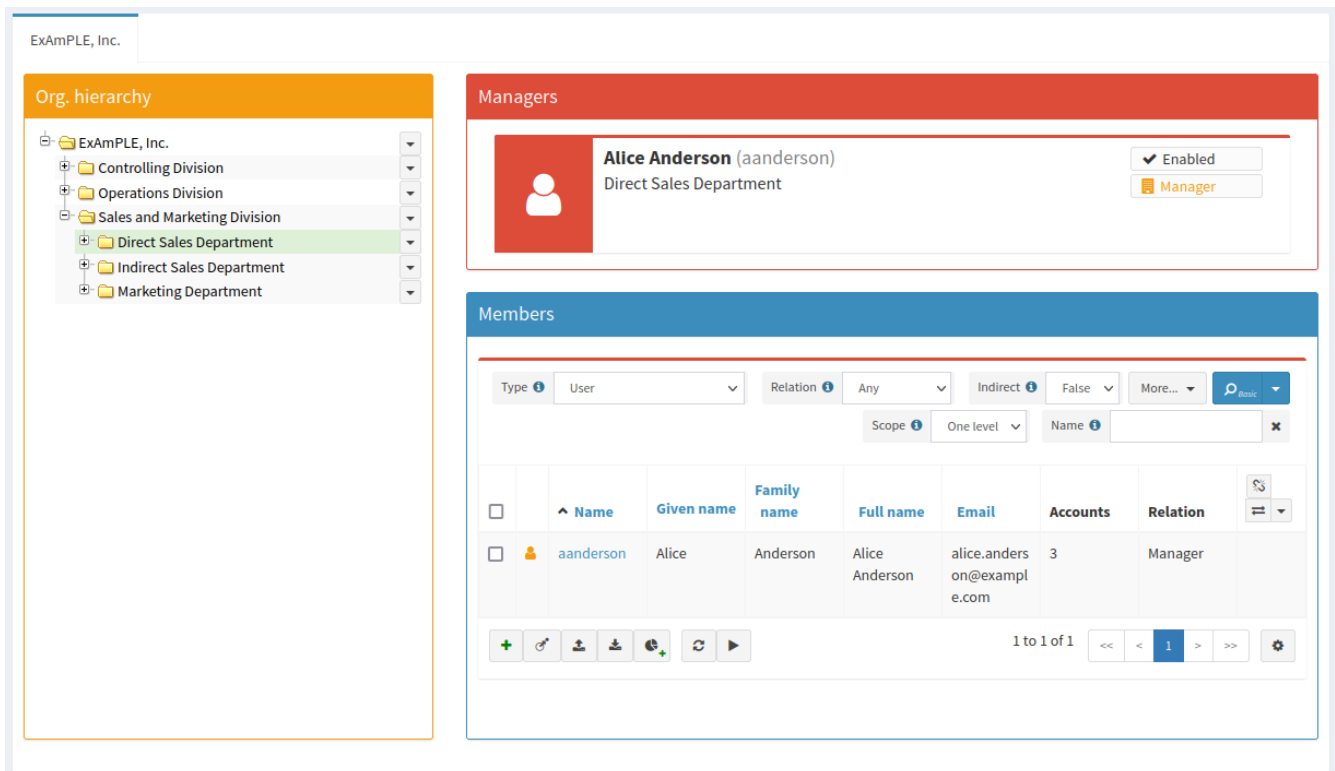 ExAmPLE, Inc.
Org. hierarchy
ExAmPLE, Inc.
Controlling Division
Operations Division
Sales and Marketing Division
Direct Sales Department
Indirect Sales Department
Marketing Department
Managers
Alice Anderson (aanderson)
Direct Sales Department
Enabled
Manager
Members
Type User Relation Any Indirect False More... Basic
Scope One level Name
Name Given name Family name Full name Email Accounts Relation
aanderson Alice Anderson Alice Anderson alice.anderson@example.com 3 Manager
1 to 1 of 1 << < 1 > >>